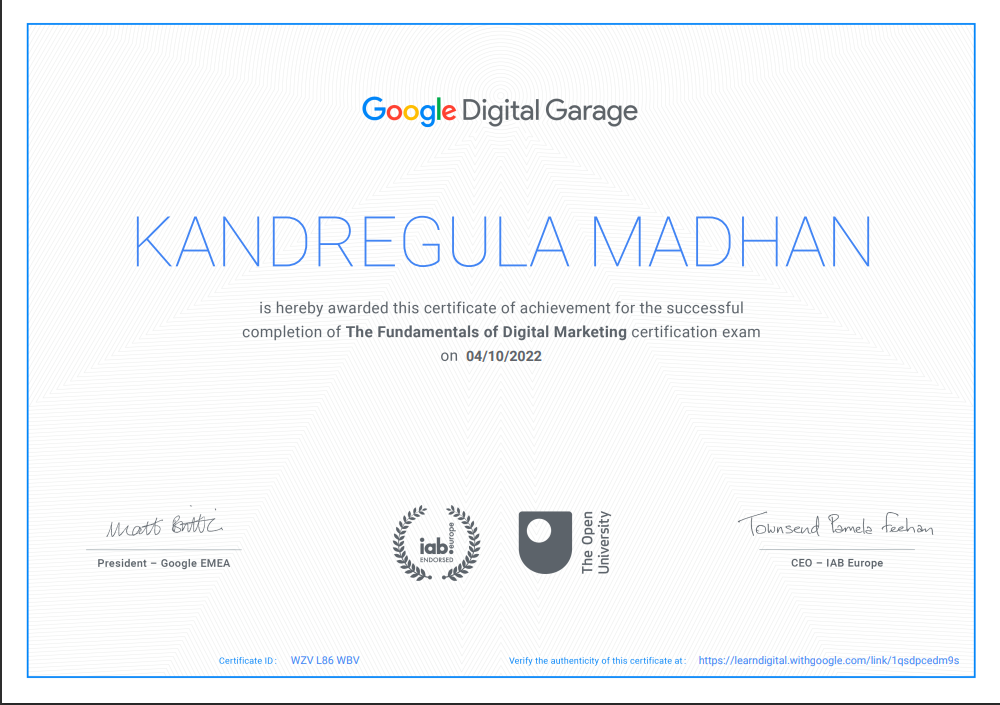 Google Digital Garage
KANDREGULA MADHAN
is hereby awarded this certificate of achievement for the successful
completion of The Fundamentals of Digital Marketing certification exam
on 04/10/2022
Matt Brittin
President – Google EMEA
iab.europe
ENDORSED
The Open
University
Townsend Pamela Feehan
CEO – IAB Europe
Certificate ID: WZV L86 WBV
Verify the authenticity of this certificate at: https://learndigital.withgoogle.com/link/1qsdpcedm9s